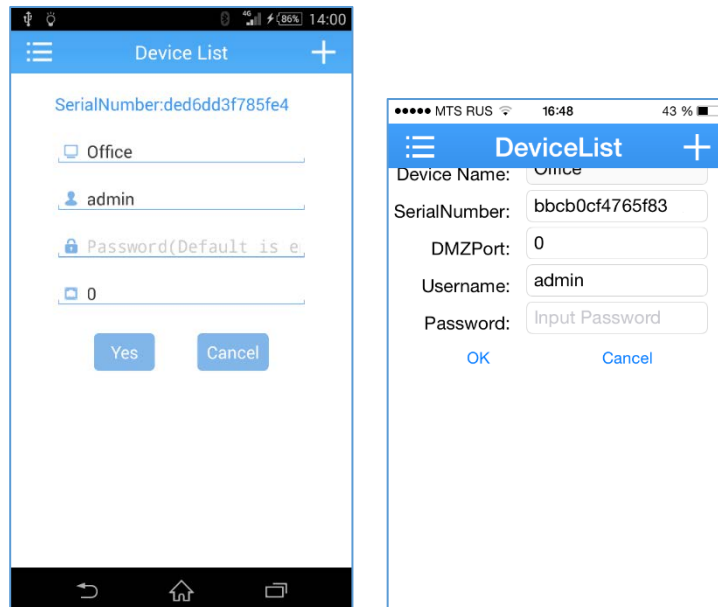 4G 86% 14:00
Device List
SerialNumber:ded6dd3f785fe4
Office
admin
Password(Default is e
0
Yes Cancel
MTS RUS 16:48 43 %
DeviceList
Device Name: Office
SerialNumber: bbcb0cf4765f83
DMZPort: 0
Username: admin
Password: Input Password
OK Cancel